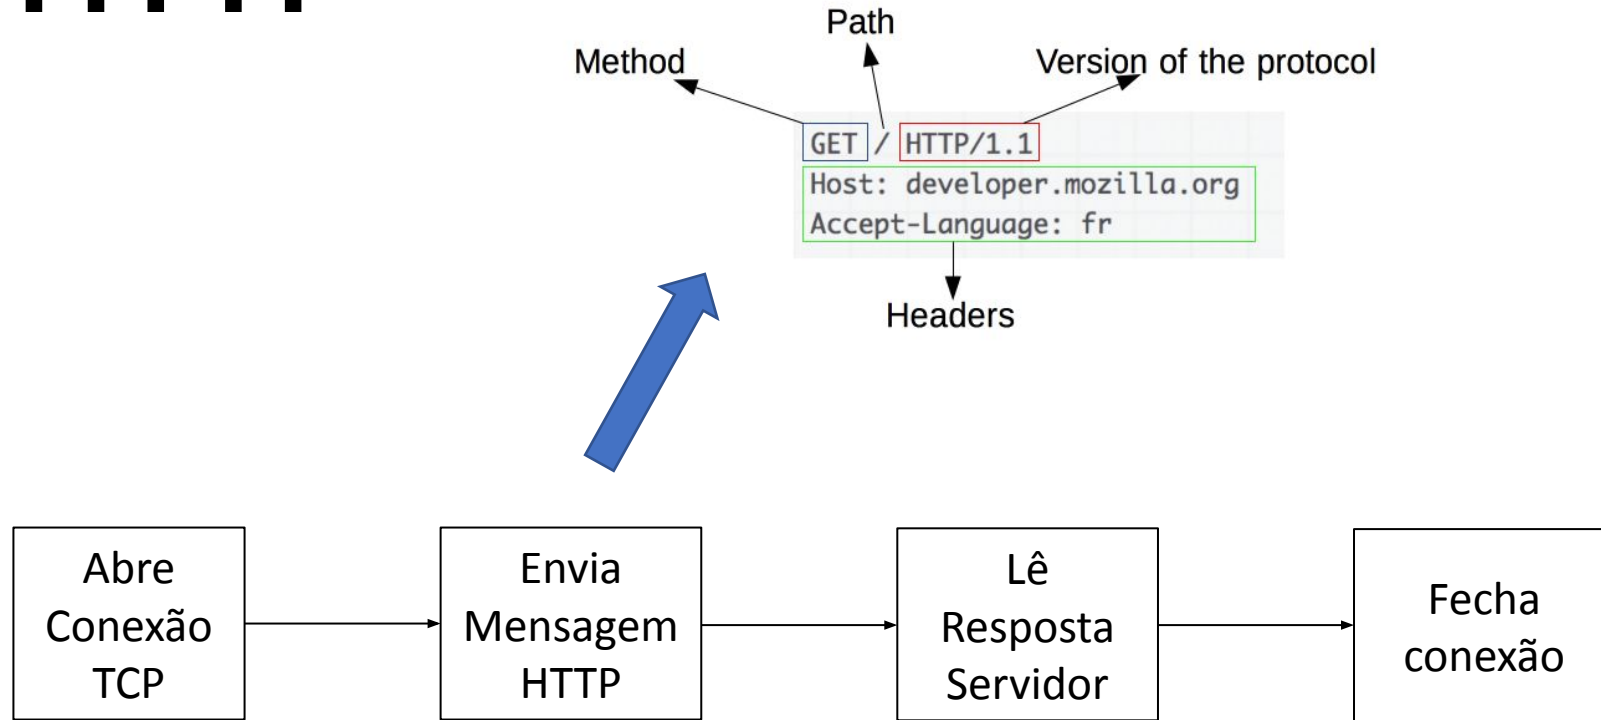 Path
Method
Version of the protocol
GET / HTTP/1.1
Host: developer.mozilla.org
Accept-Language: fr
Headers
Abre
Conexão
TCP
Envia
Mensagem
HTTP
Lê
Resposta
Servidor
Fecha
conexão